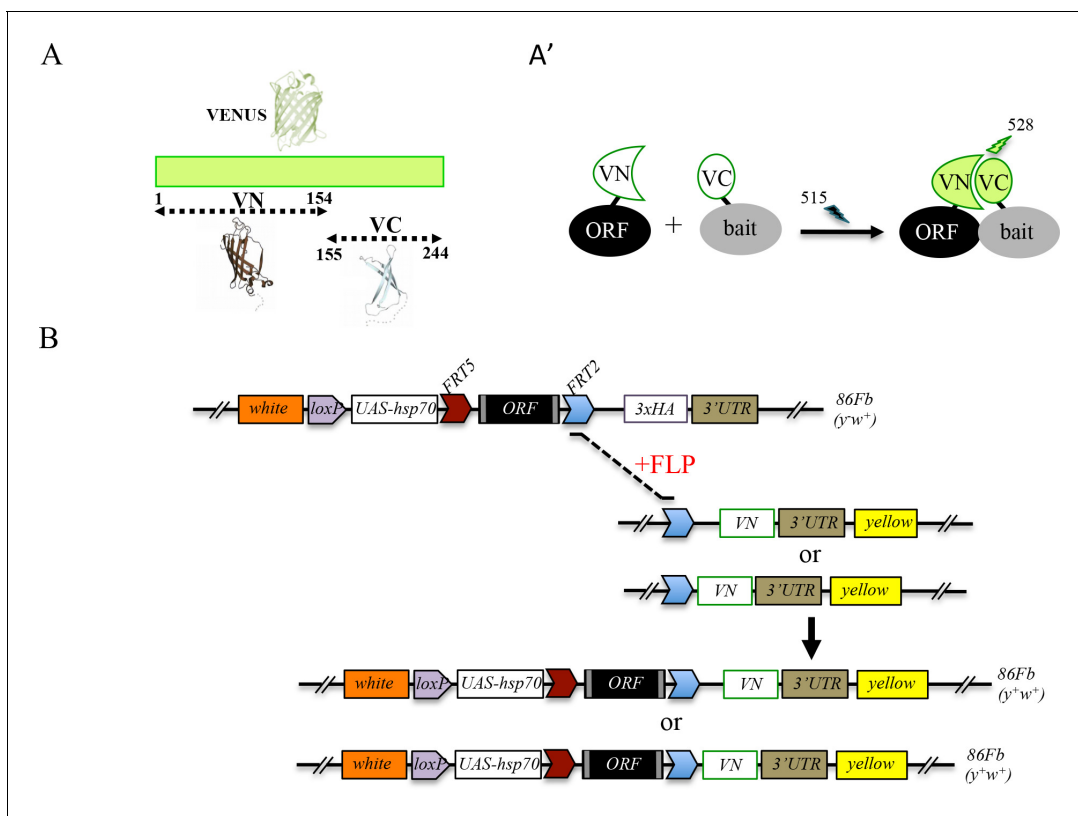 A
VENUS
1
VN
154
VC
155
244
A'
VN
ORF
+
VC
bait
515
528
VN
VC
ORF
bait
B
FRT5
FRT2
white
loxP
UAS-hsp70
ORF
3xHA
3'UTR
86Fb
(y-w+)
+FLP
VN
3'UTR
yellow
or
VN
3'UTR
yellow
white
loxP
UAS-hsp70
ORF
VN
3'UTR
yellow
86Fb
(y+w+)
or
white
loxP
UAS-hsp70
ORF
VN
3'UTR
yellow
86Fb
(y+w+)